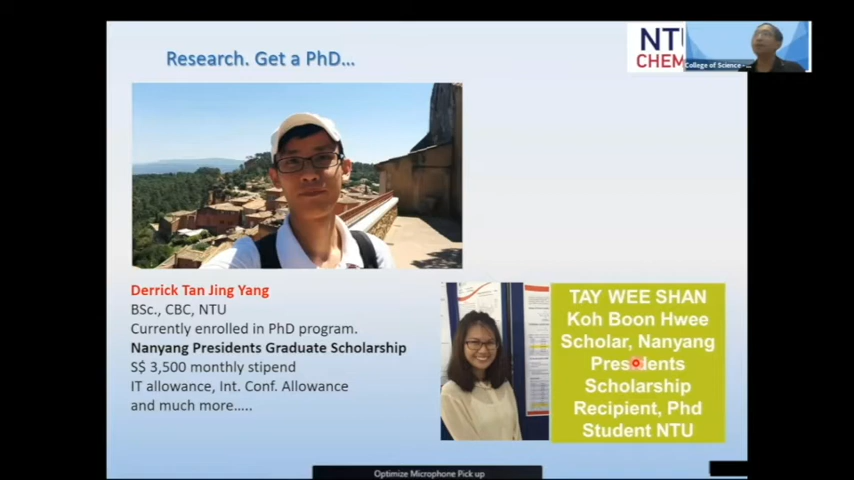 Research. Get a PhD...
NTU
CHEM
College of Science -...
Derrick Tan Jing Yang
BSc., CBC, NTU
Currently enrolled in PhD program.
Nanyang Presidents Graduate Scholarship
S$ 3,500 monthly stipend
IT allowance, Int. Conf. Allowance
and much more.....
TAY WEE SHAN
Koh Boon Hwee
Scholar, Nanyang
Presidents
Scholarship
Recipient, Phd
Student NTU
Optimize Microphone Pick up